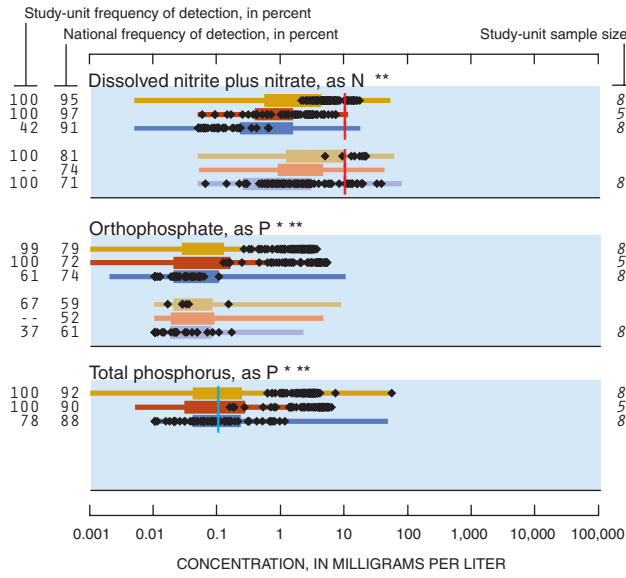 Study-unit frequency of detection, in percent
National frequency of detection, in percent
Study-unit sample size
Dissolved nitrite plus nitrate, as N **
100 95 8
100 97 5
42 91 8
100 81
-- 74
100 71 8
Orthophosphate, as P * **
99 79 8
100 72 5
61 74 8
67 59
-- 52
37 61 8
Total phosphorus, as P * **
100 92 8
100 90 5
78 88 8
0.001 0.01 0.1 1 10 100 1,000 10,000 100,000
CONCENTRATION, IN MILLIGRAMS PER LITER